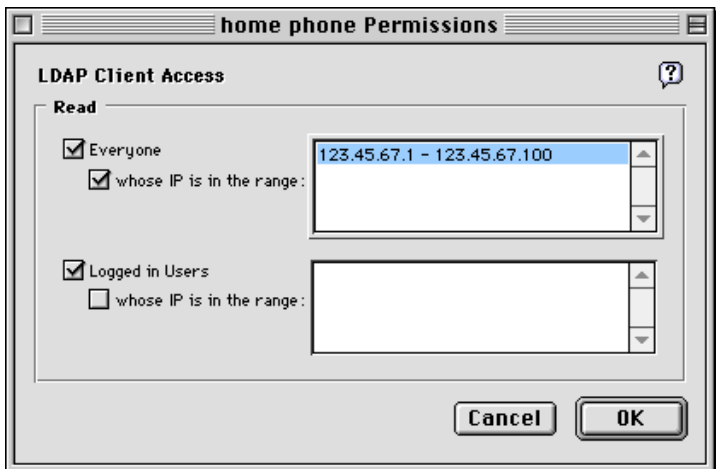 home phone Permissions
LDAP Client Access
?
Read
Everyone
123.45.67.1 - 123.45.67.100
whose IP is in the range:
Logged in Users
whose IP is in the range:
Cancel
OK